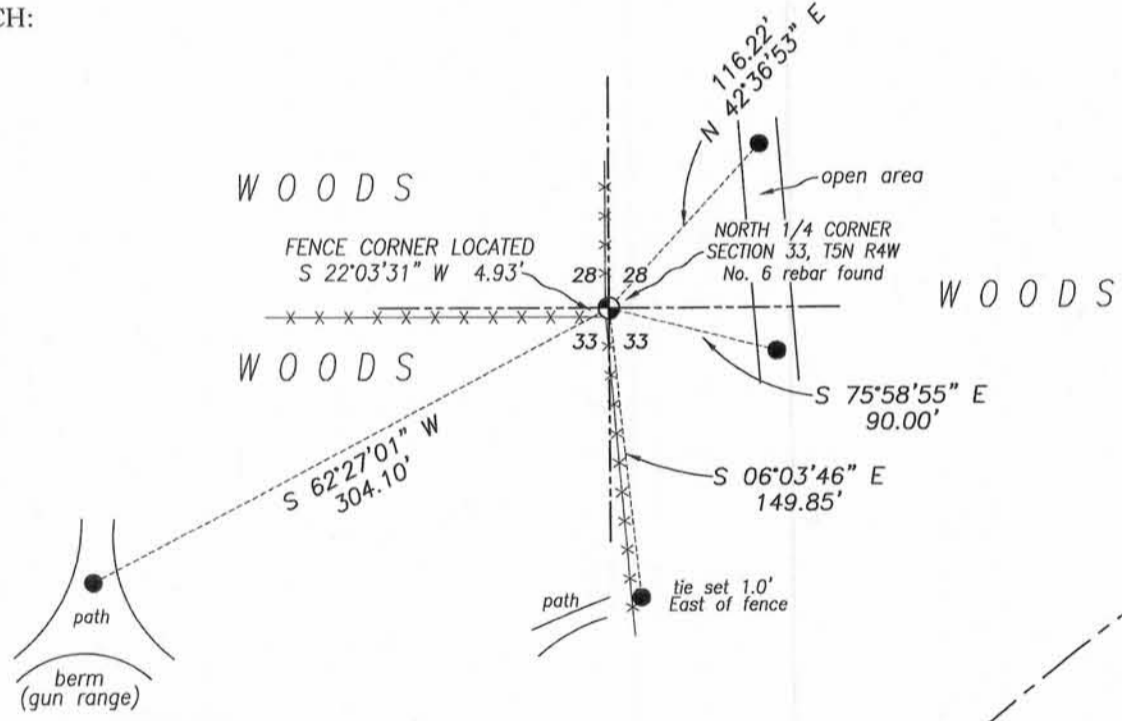 CH:
116.22'
N 42°36'53" E
open area
WOODS
NORTH 1/4 CORNER
SECTION 33, T5N R4W
No. 6 rebar found
FENCE CORNER LOCATED
S 22°03'31" W 4.93'
28 28
WOODS
33 33
WOODS
S 75°58'55" E
90.00'
S 62°27'01" W
304.10'
S 06°03'46" E
149.85'
tie set 1.0'
East of fence
path
path
berm
(gun range)